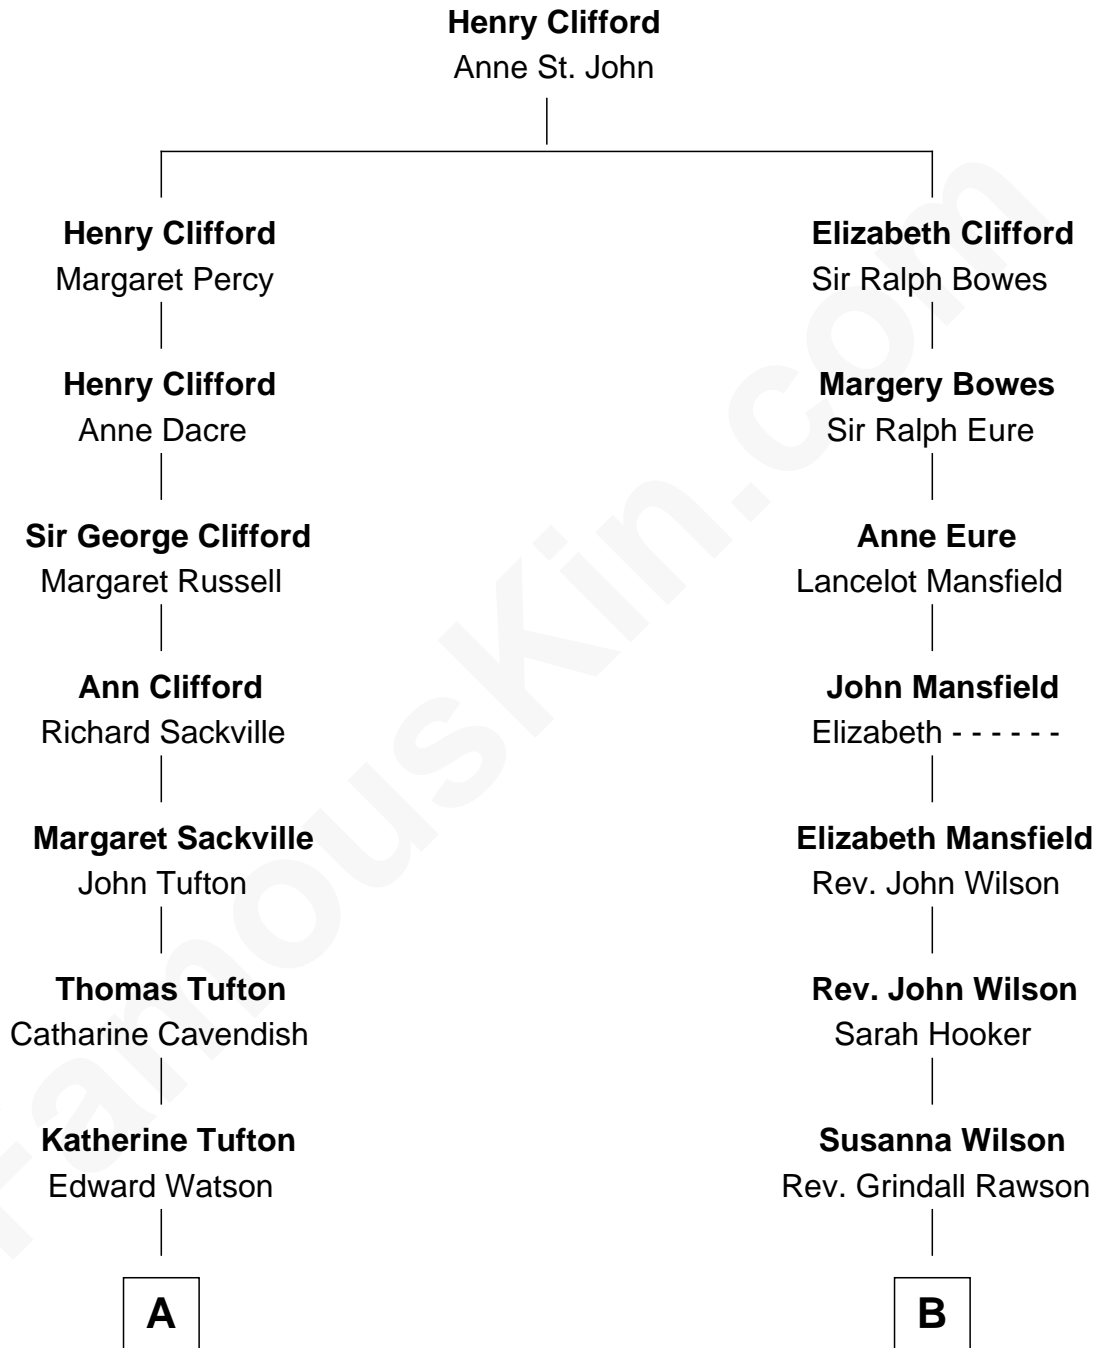 Henry Clifford
Anne St. John
Henry Clifford
Margaret Percy
Henry Clifford
Anne Dacre
Sir George Clifford
Margaret Russell
Ann Clifford
Richard Sackville
Margaret Sackville
John Tufton
Thomas Tufton
Catharine Cavendish
Katherine Tufton
Edward Watson
A
Elizabeth Clifford
Sir Ralph Bowes
Margery Bowes
Sir Ralph Eure
Anne Eure
Lancelot Mansfield
John Mansfield
Elizabeth - - - - - -
Elizabeth Mansfield
Rev. John Wilson
Rev. John Wilson
Sarah Hooker
Susanna Wilson
Rev. Grindall Rawson
B
FamousKin.com